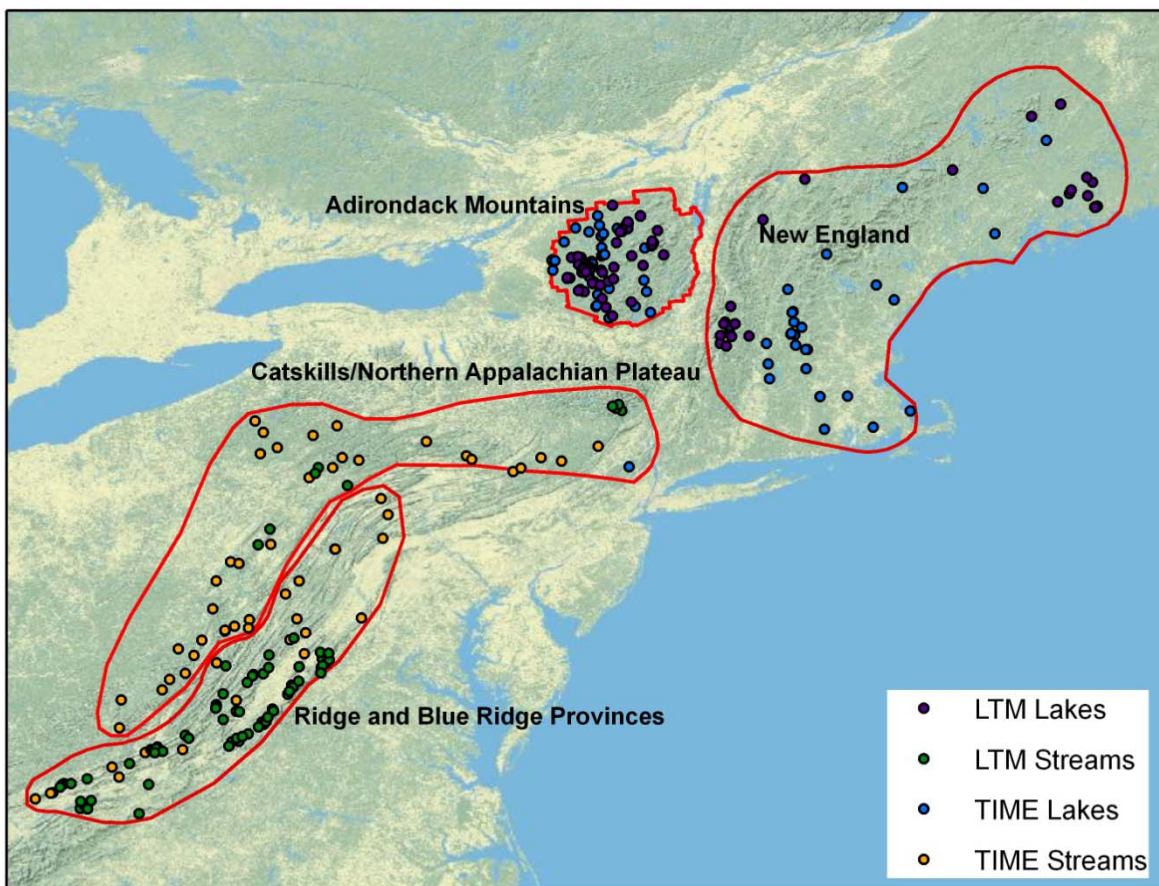 Adirondack Mountains
New England
Catskills/Northern Appalachian Plateau
Ridge and Blue Ridge Provinces
LTM Lakes
LTM Streams
TIME Lakes
TIME Streams